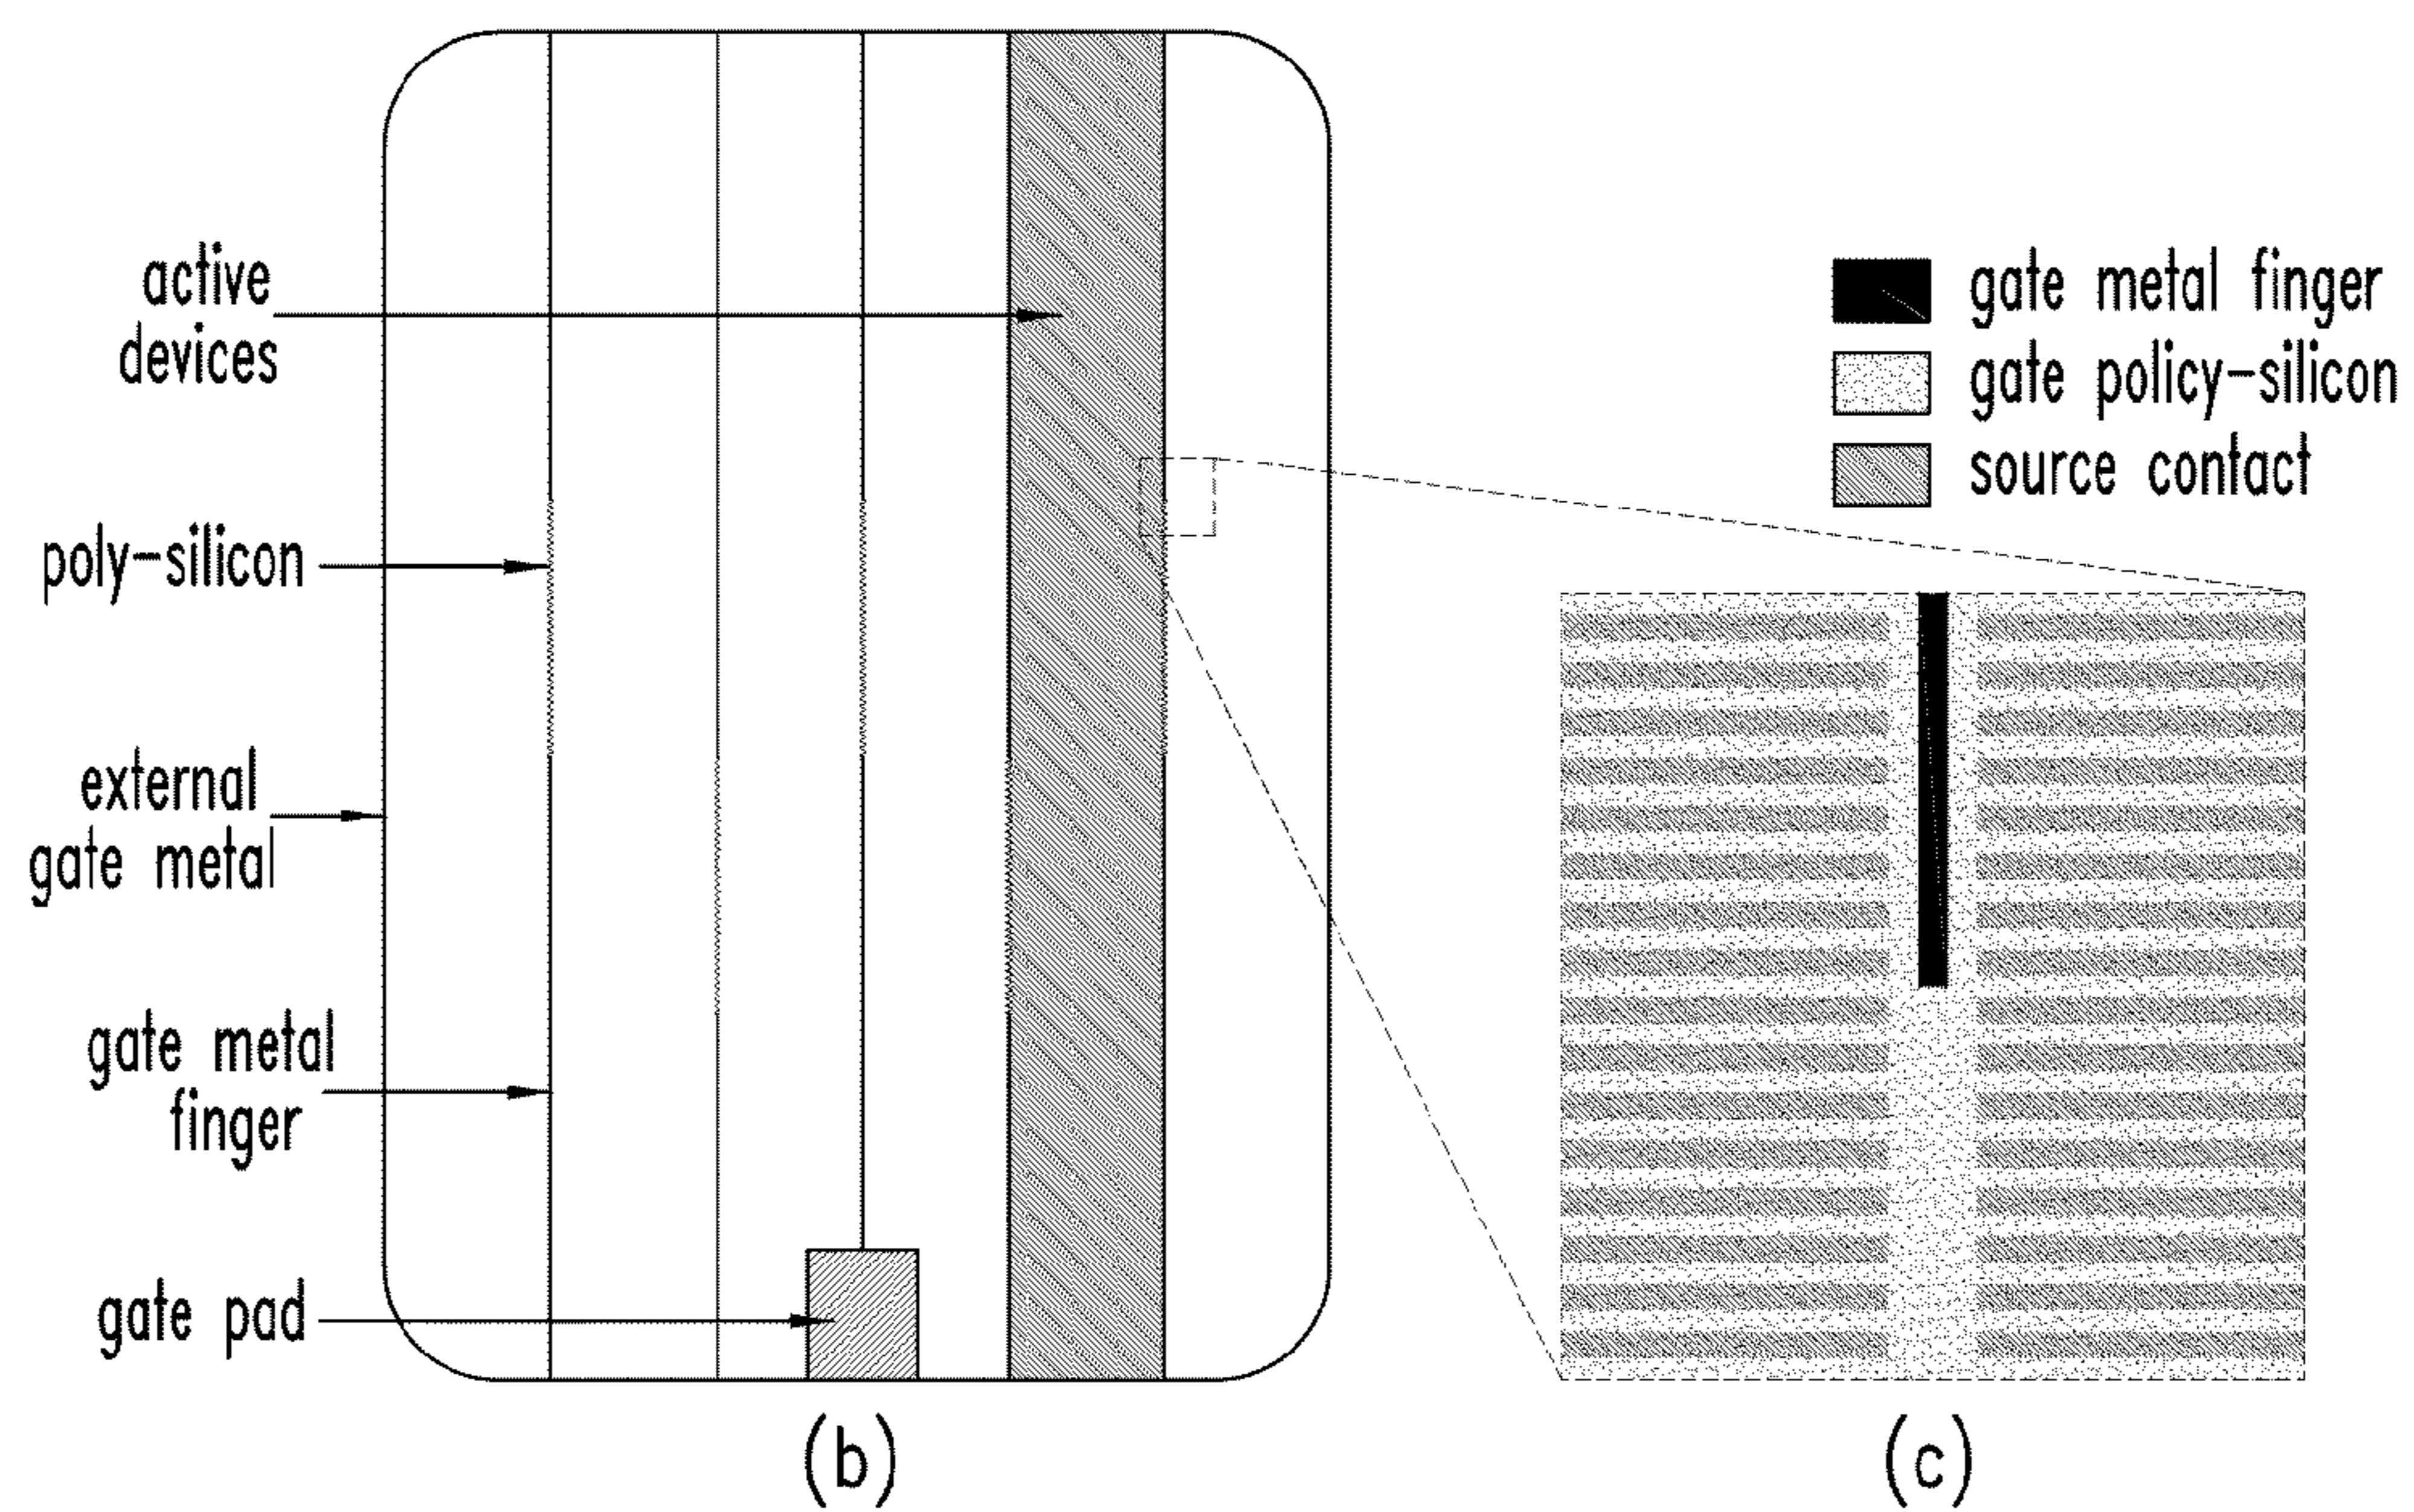 active
devices
poly-silicon
external
gate metal
gate metal
finger
gate pad
(b)
gate metal finger
gate policy-silicon
source contact
(c)